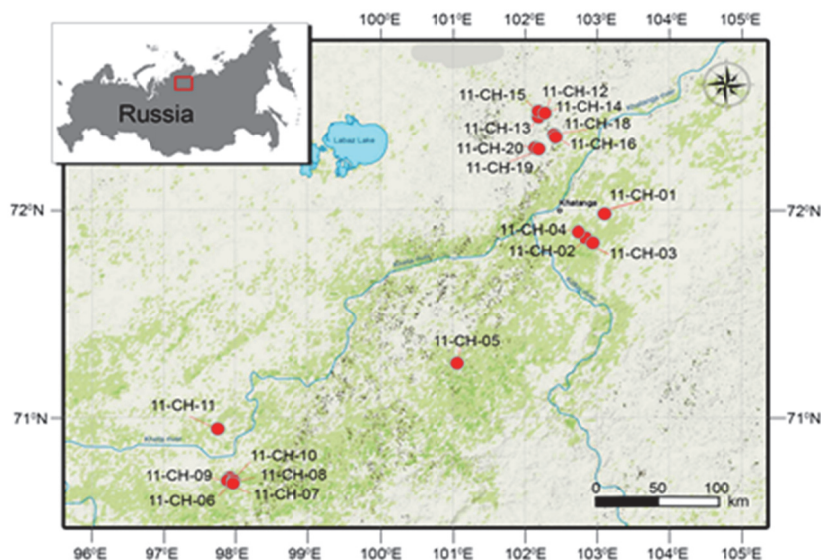 100°E 101°E 102°E 103°E 104°E 105°E
Russia
Labaz Lake
11-CH-12
11-CH-15
11-CH-14
11-CH-13
11-CH-18
11-CH-20
11-CH-16
11-CH-19
Khatanga river
72°N
72°N
11-CH-01
Khatanga
11-CH-04
11-CH-02
11-CH-03
11-CH-05
71°N
71°N
11-CH-11
11-CH-10
11-CH-09
11-CH-08
11-CH-06
11-CH-07
0 50 100
km
96°E 97°E 98°E 99°E 100°E 101°E 102°E 103°E 104°E 105°E